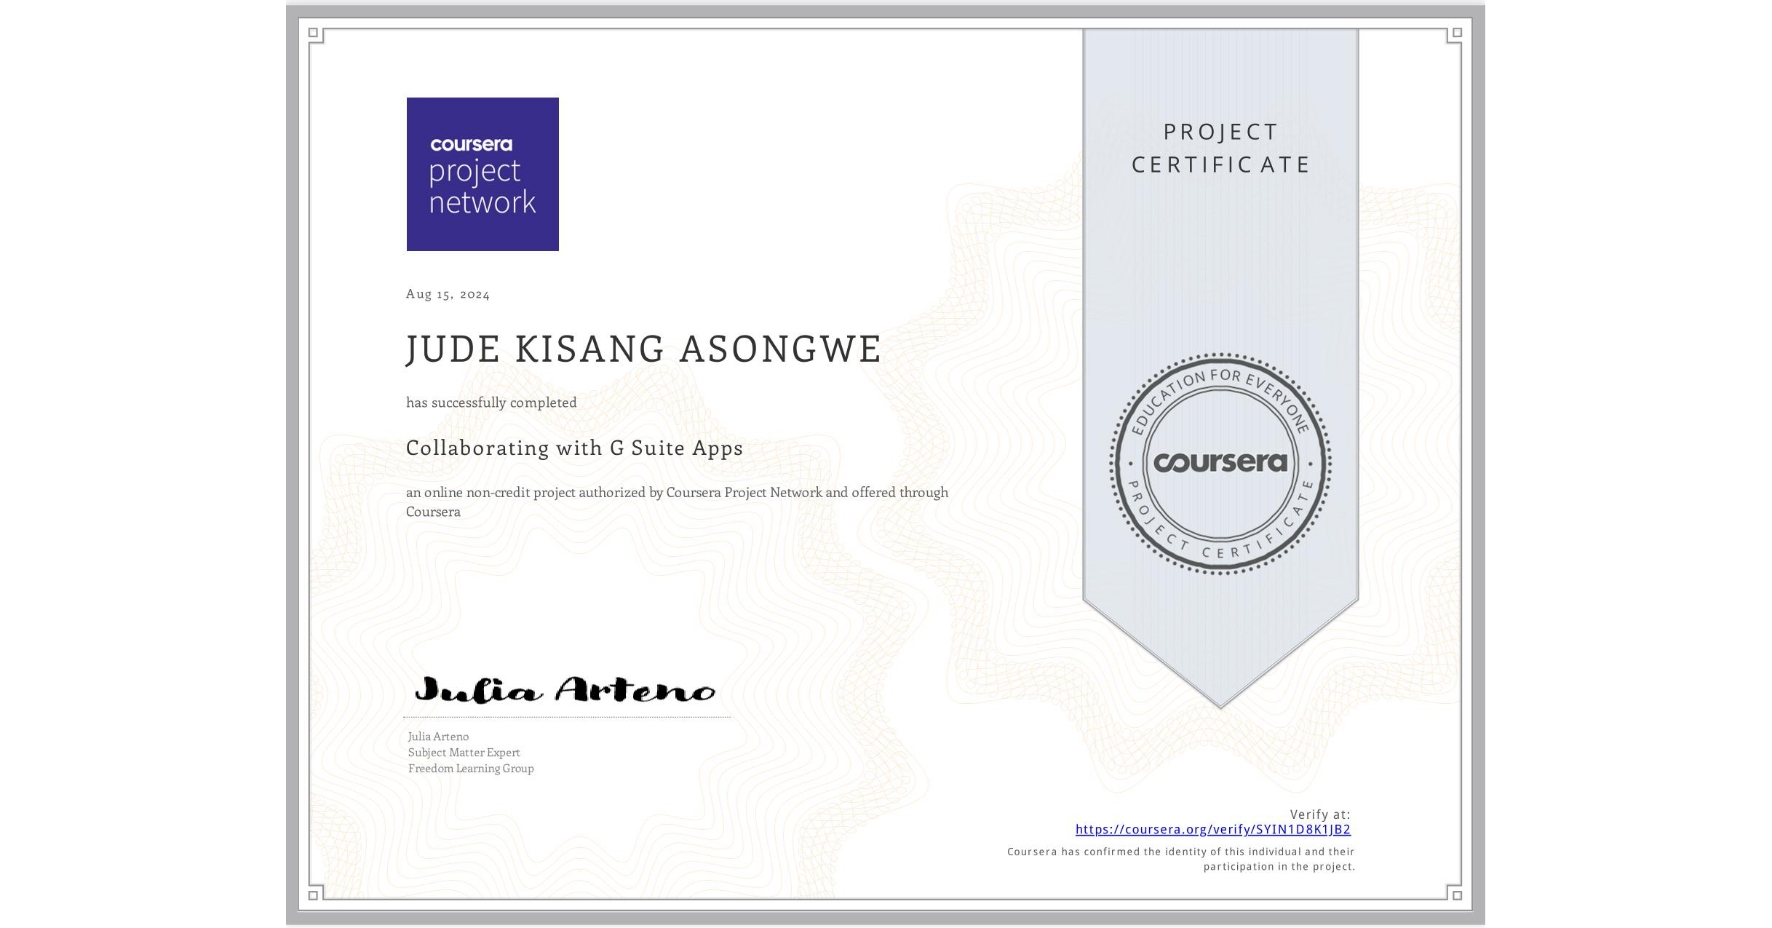 coursera
project
network
Aug 15, 2024
JUDE KISANG ASONGWE
has successfully completed
Collaborating with G Suite Apps
an online non-credit project authorized by Coursera Project Network and offered through
Coursera
Julia Arteno
Julia Arteno
Subject Matter Expert
Freedom Learning Group
PROJECT
CERTIFICATE
EDUCATION FOR EVERYONE
coursera
PROJECT CERTIFICATE
Verify at:
https://coursera.org/verify/SYIN1D8K1JB2
Coursera has confirmed the identity of this individual and their
participation in the project.